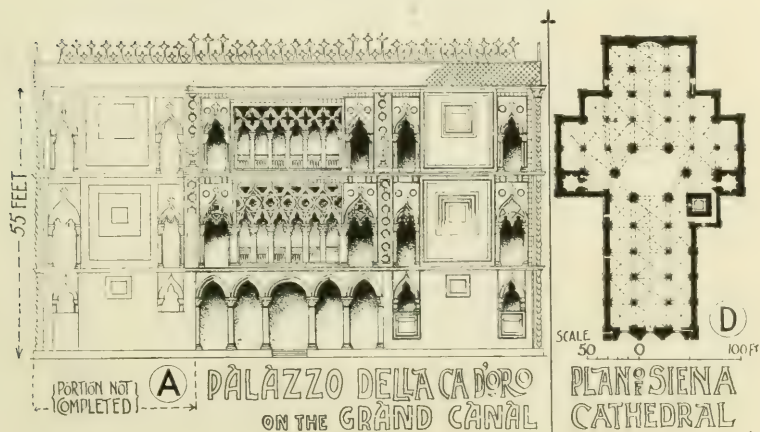 55 FEET
{PORTION NOT
COMPLETED}
A
PALAZZO DELLA CA D'ORO
ON THE GRAND CANAL
D
SCALE
50 0 100 FT
PLAN OF SIENA
CATHEDRAL